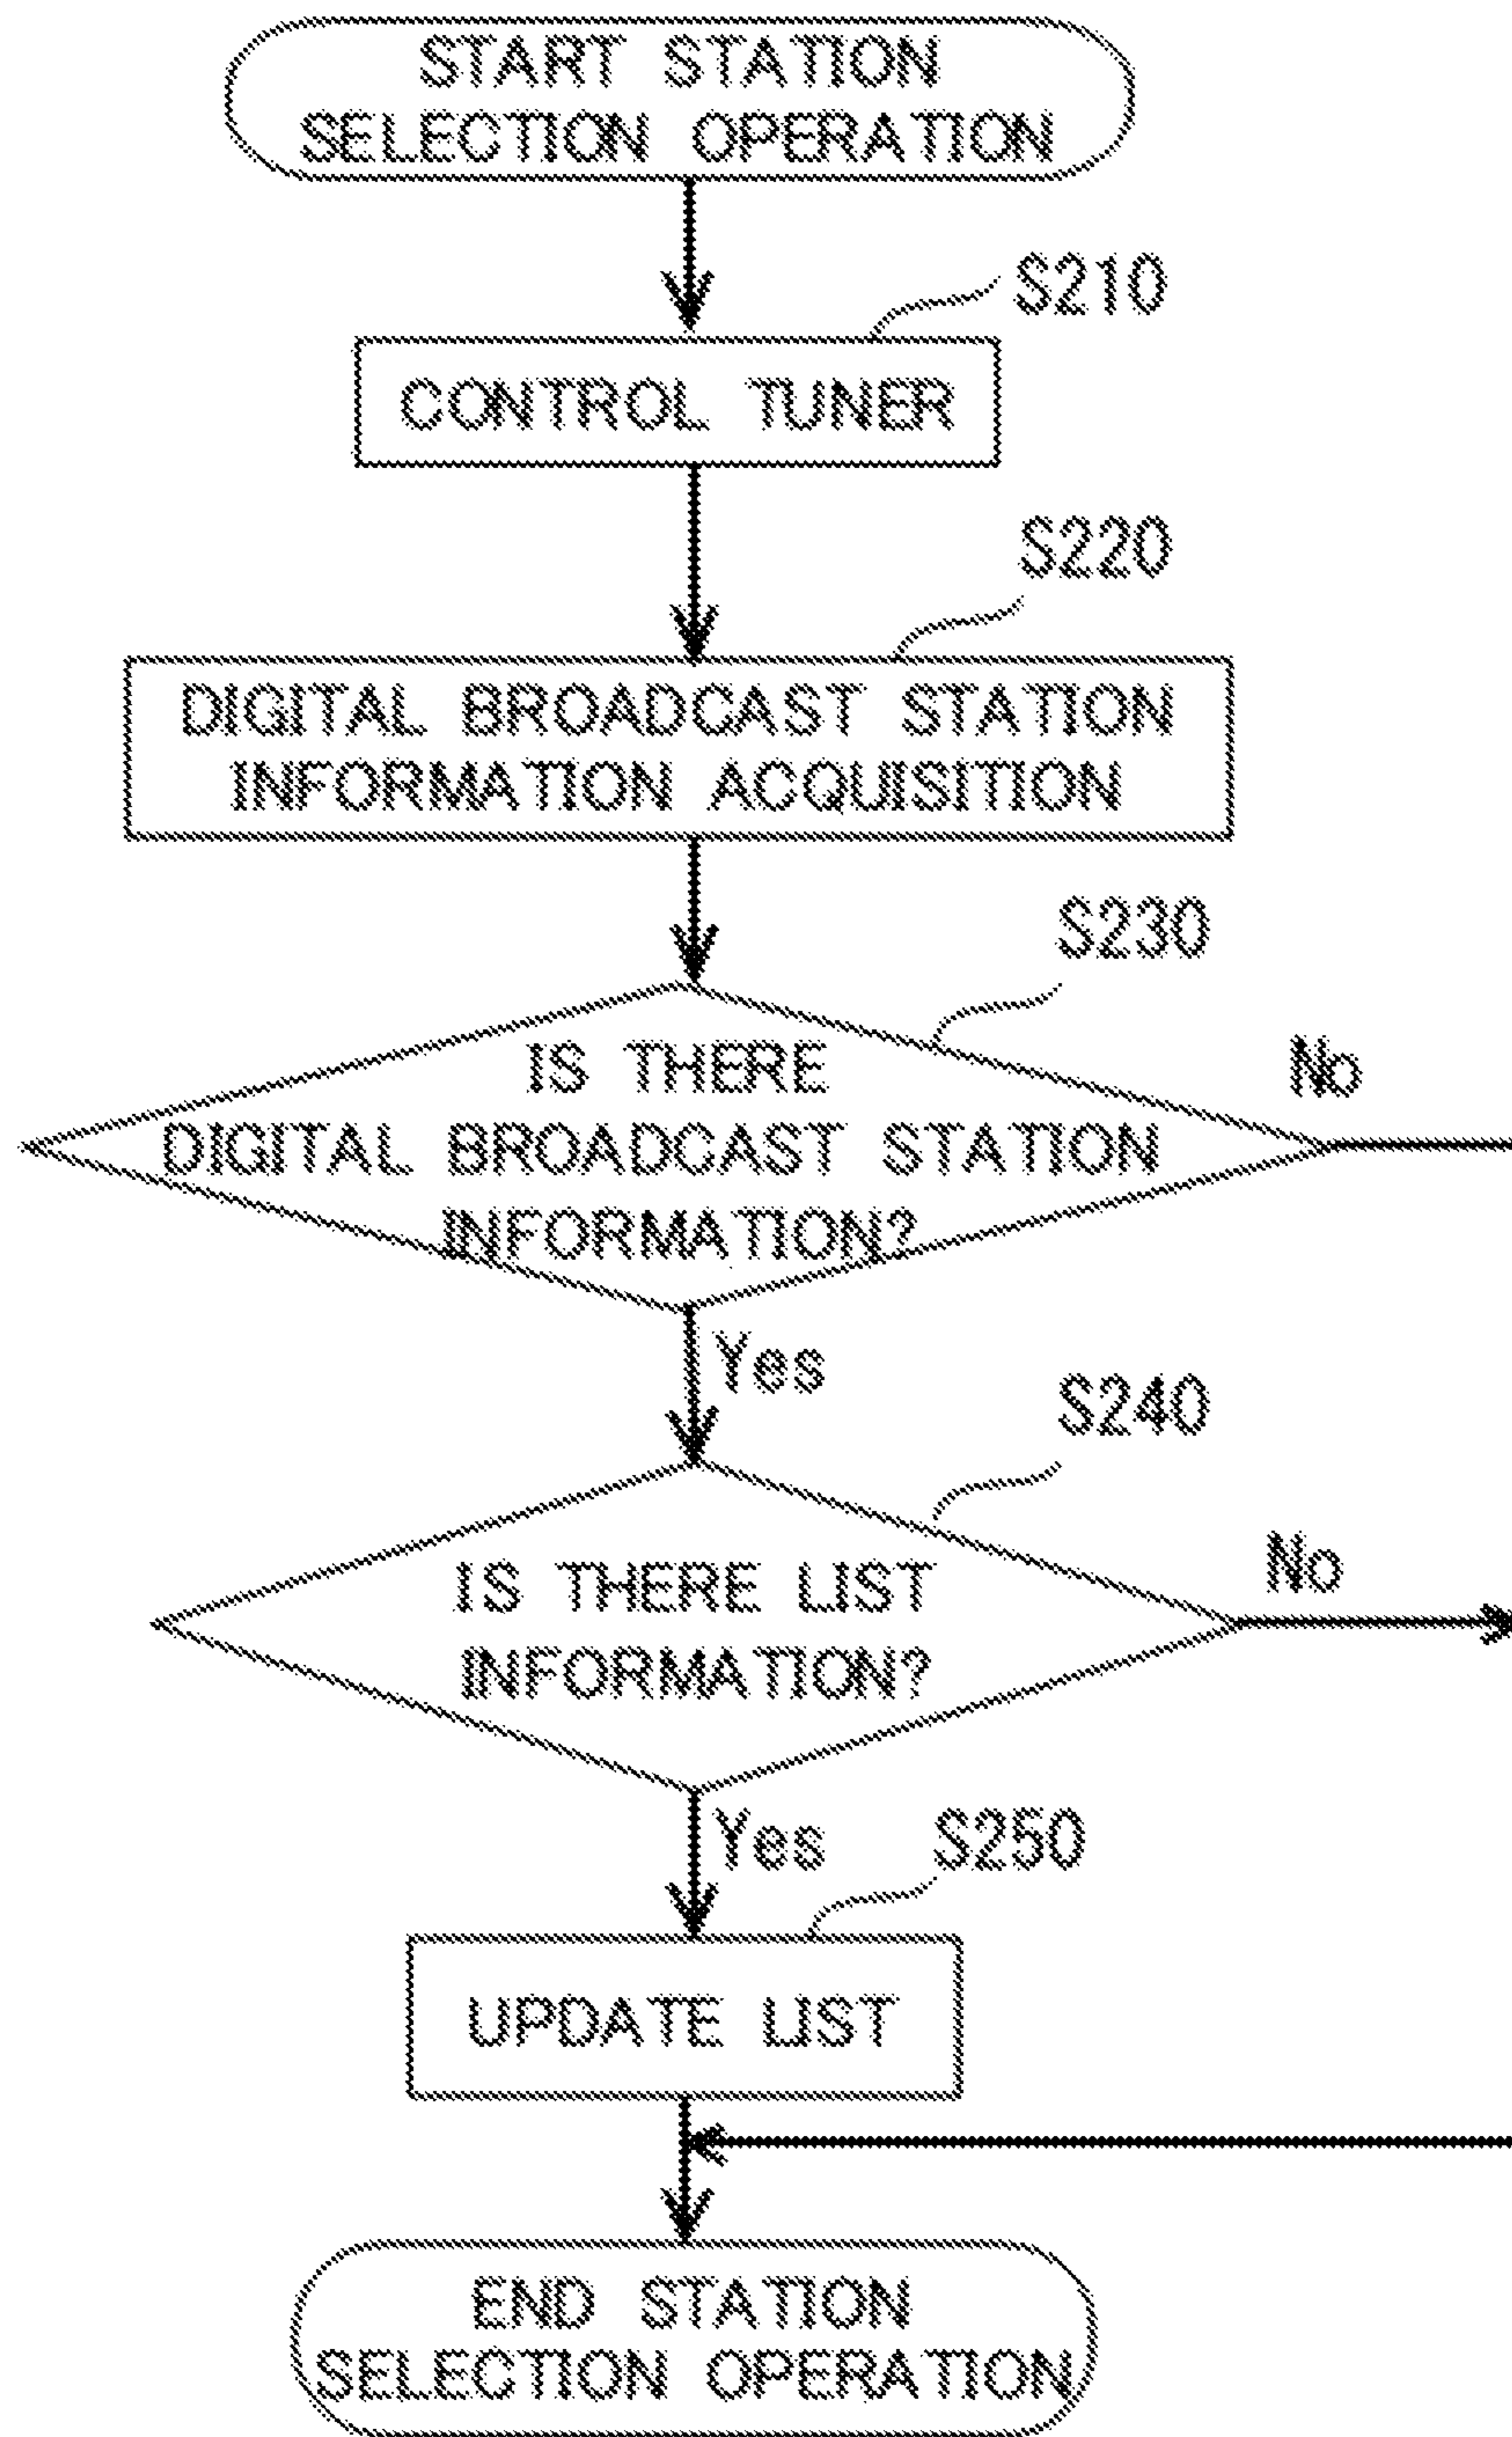 START STATION
SELECTION OPERATION
S210
CONTROL TUNER
S220
DIGITAL BROADCAST STATION
INFORMATION ACQUISITION
S230
IS THERE
DIGITAL BROADCAST STATION
INFORMATION?
No
Yes
S240
IS THERE LIST
INFORMATION?
No
Yes
S250
UPDATE LIST
END STATION
SELECTION OPERATION